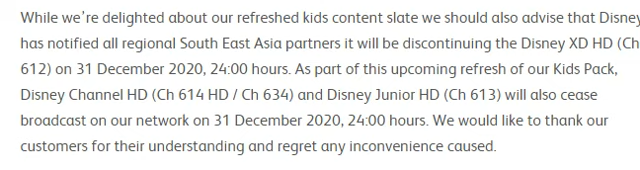 While we're delighted about our refreshed kids content slate we should also advise that Disney
has notified all regional South East Asia partners it will be discontinuing the Disney XD HD (Ch
612) on 31 December 2020, 24:00 hours. As part of this upcoming refresh of our Kids Pack,
Disney Channel HD (Ch 614 HD / Ch 634) and Disney Junior HD (Ch 613) will also cease
broadcast on our network on 31 December 2020, 24:00 hours. We would like to thank our
customers for their understanding and regret any inconvenience caused.